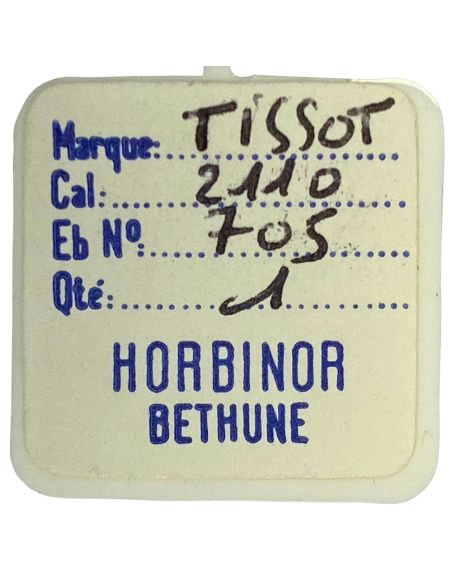 Marque: TISSOT
Cal: 2110
Eb Nº: 705
Qté: 1
HORBINOR
BETHUNE